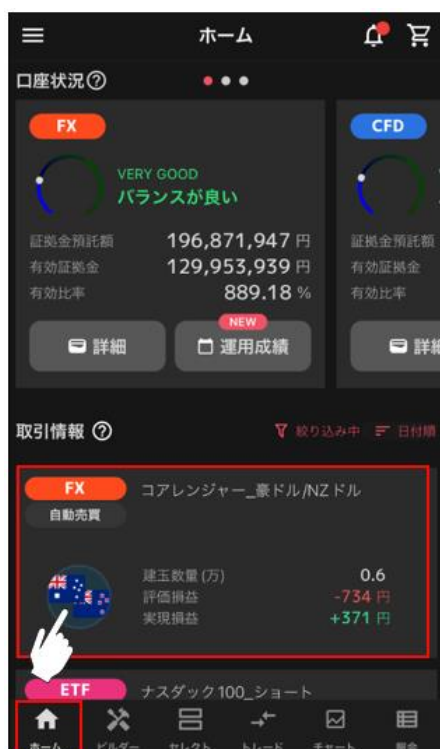 ホーム
口座状況?
FX
CFD
VERY GOOD
バランスが良い
証拠金預託額 196,871,947 円
証拠金預託額
有効証拠金 129,953,939 円
有効証拠金
有効比率 889.18 %
有効比率
NEW
詳細
運用成績
取引情報 ?
絞り込み中
日付順
FX
コアレンジャー_豪ドル/NZドル
自動売買
建玉数量(万) 0.6
評価損益 -734 円
実現損益 +371 円
ETF
ナスダック100_ショート
ホーム